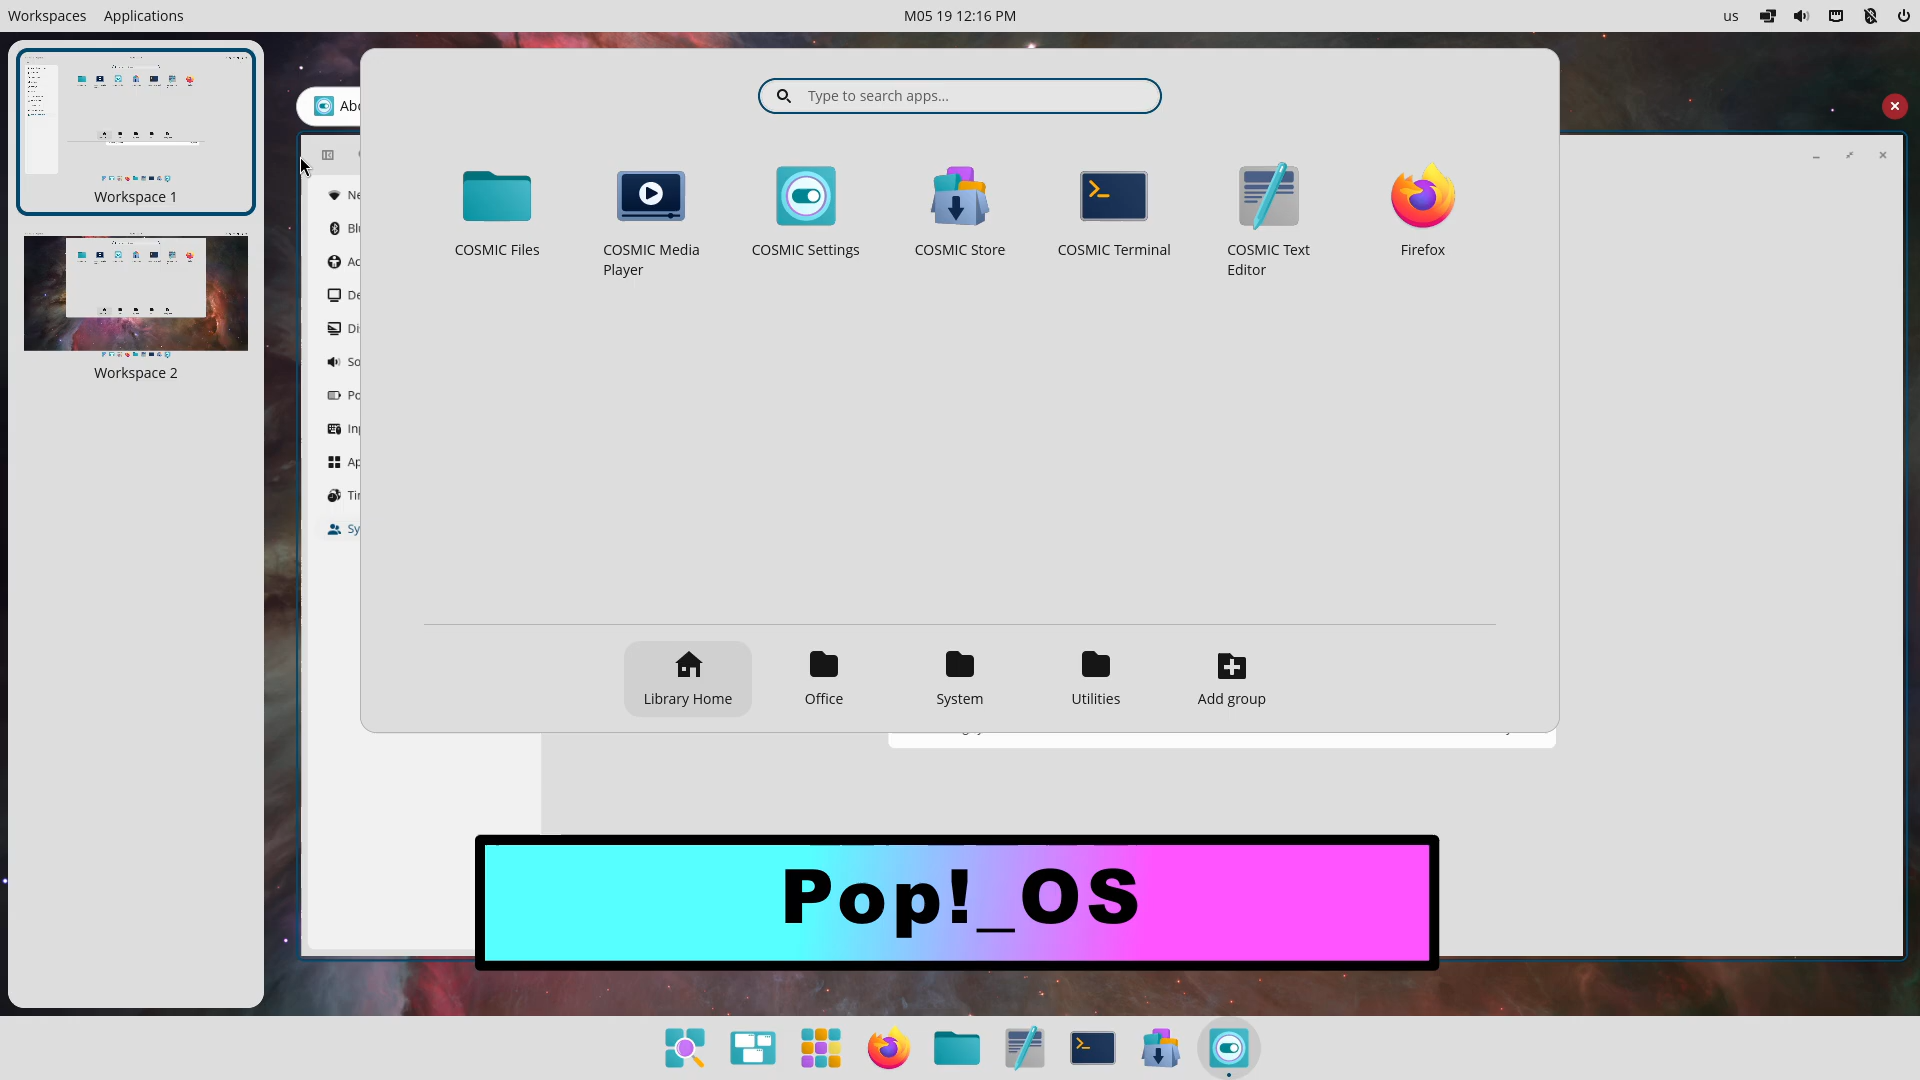 Workspaces Applications M05 19 12:16 PM us
Workspace 1
Workspace 2
Type to search apps...
COSMIC Files
COSMIC Media
Player
COSMIC Settings
COSMIC Store
COSMIC Terminal
COSMIC Text
Editor
Firefox
Library Home
Office
System
Utilities
Add group
Pop!_OS